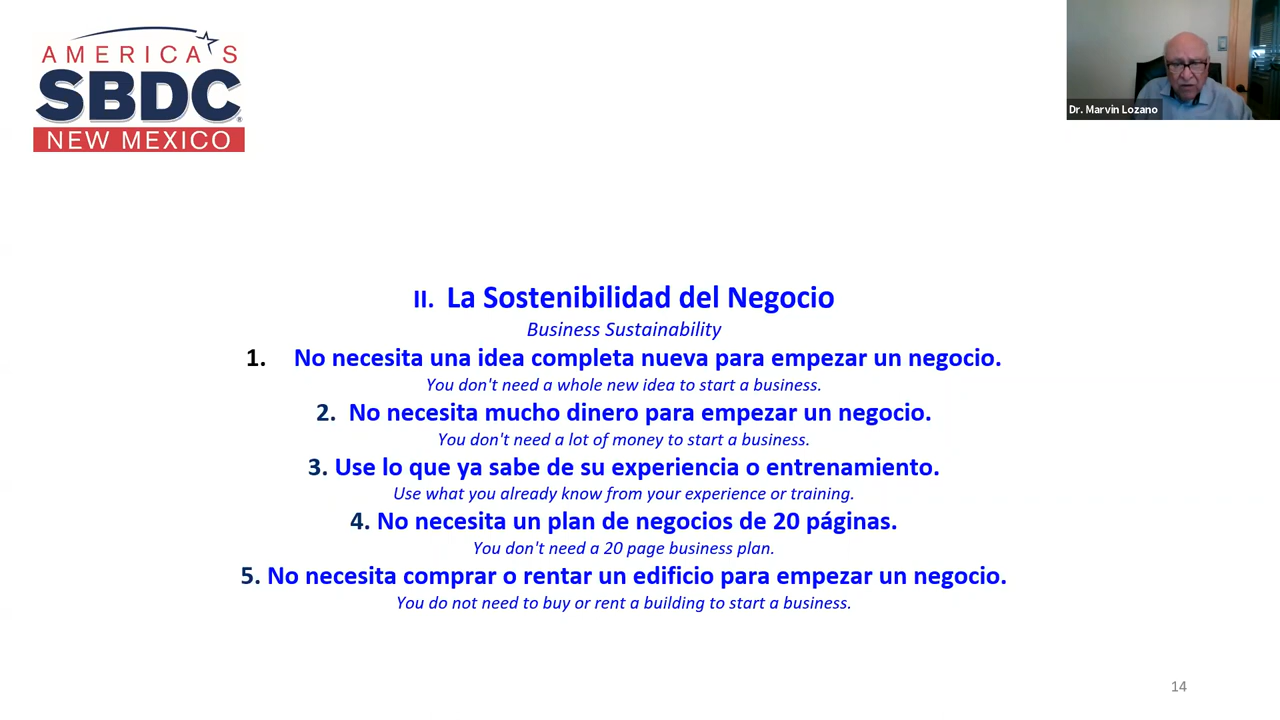 AMERICA'S
SBDC
NEW MEXICO
Dr. Marvin Lozano
II. La Sostenibilidad del Negocio
Business Sustainability
1. No necesita una idea completa nueva para empezar un negocio.
You don't need a whole new idea to start a business.
2. No necesita mucho dinero para empezar un negocio.
You don't need a lot of money to start a business.
3. Use lo que ya sabe de su experiencia o entrenamiento.
Use what you already know from your experience or training.
4. No necesita un plan de negocios de 20 páginas.
You don't need a 20 page business plan.
5. No necesita comprar o rentar un edificio para empezar un negocio.
You do not need to buy or rent a building to start a business.
14